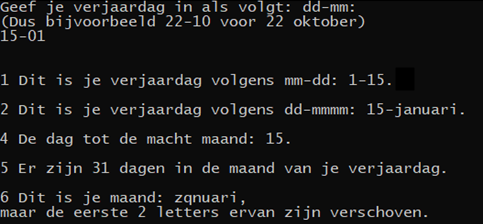 Geef je verjaardag in als volgt: dd-mm:
(Dus bijvoorbeeld 22-10 voor 22 oktober)
15-01
1 Dit is je verjaardag volgens mm-dd: 1-15.
2 Dit is je verjaardag volgens dd-mmmm: 15-januari.
4 De dag tot de macht maand: 15.
5 Er zijn 31 dagen in de maand van je verjaardag.
6 Dit is je maand: zqnuari,
maar de eerste 2 letters ervan zijn verschoven.